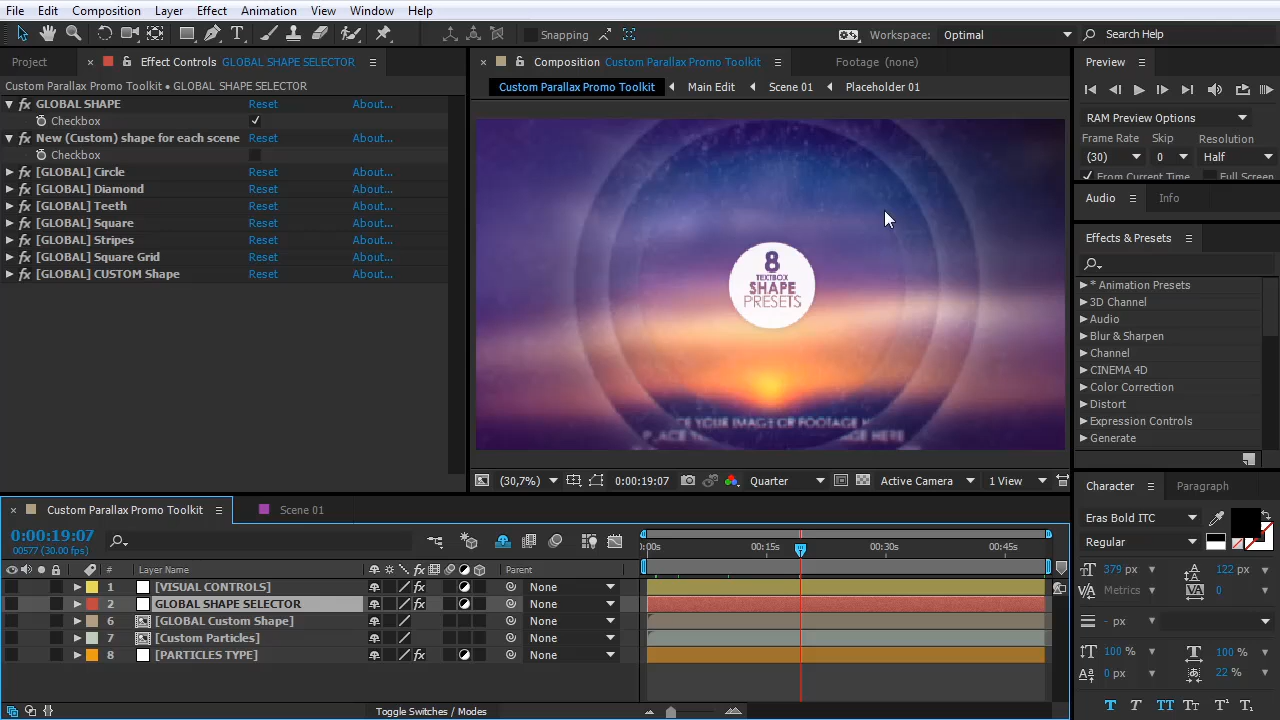 File Edit Composition Layer Effect Animation View Window Help
Snapping
Workspace: Optimal
Search Help
Project
Effect Controls GLOBAL SHAPE SELECTOR
Custom Parallax Promo Toolkit • GLOBAL SHAPE SELECTOR
GLOBAL SHAPE Reset About...
Checkbox
New (Custom) shape for each scene Reset About...
Checkbox
[GLOBAL] Circle Reset About...
[GLOBAL] Diamond Reset About...
[GLOBAL] Teeth Reset About...
[GLOBAL] Square Reset About...
[GLOBAL] Stripes Reset About...
[GLOBAL] Square Grid Reset About...
[GLOBAL] CUSTOM Shape Reset About...
Composition Custom Parallax Promo Toolkit
Footage (none)
Custom Parallax Promo Toolkit Main Edit Scene 01 Placeholder 01
8
TEXTBOX
SHAPE
PRESETS
CE YOUR IMAGE OR FOOTAGE H
(30,7%) 0:00:19:07 Quarter Active Camera 1 View
Preview
RAM Preview Options
Frame Rate Skip Resolution
(30) 0 Half
From Current Time Full Screen
Audio Info
Effects & Presets
* Animation Presets
3D Channel
Audio
Blur & Sharpen
Channel
CINEMA 4D
Color Correction
Distort
Expression Controls
Generate
Character Paragraph
Eras Bold ITC
Regular
379 px 122 px
Metrics 0
- px
100 % 100 %
0 px 22 %
T T TT Tt T¹ T₁
Custom Parallax Promo Toolkit
Scene 01
0:00:19:07
00577 (30.00 fps)
# Layer Name Parent
1 [VISUAL CONTROLS] None
2 GLOBAL SHAPE SELECTOR None
6 [GLOBAL Custom Shape] None
7 [Custom Particles] None
8 [PARTICLES TYPE] None
0:00s 00:15s 00:30s 00:45s
Toggle Switches / Modes